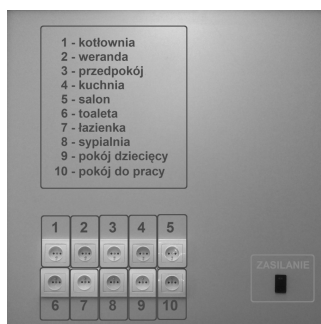 1 - kotłownia
2 - weranda
3 - przedpokój
4 - kuchnia
5 - salon
6 - toaleta
7 - łazienka
8 - sypialnia
9 - pokój dziecięcy
10 - pokój do pracy
1 2 3 4 5
ZASILANIE
6 7 8 9 10